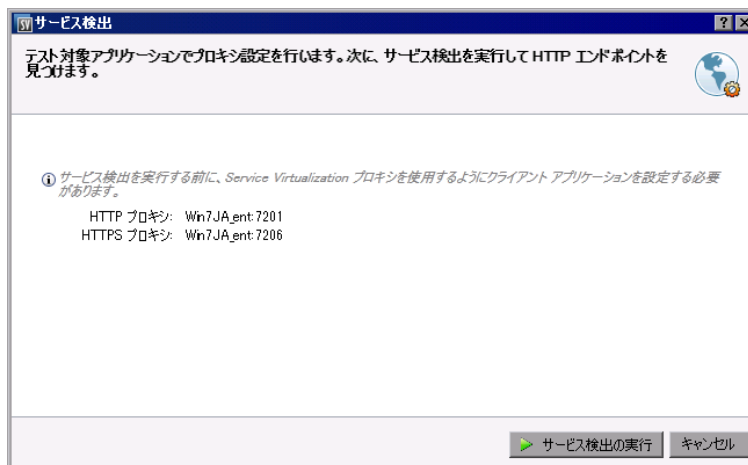 SV サービス検出
テスト対象アプリケーションでプロキシ設定を行います。次に、サービス検出を実行して HTTP エンドポイントを
見つけます。
サービス検出を実行する前に、Service Virtualization プロキシを使用するようにクライアント アプリケーションを設定する必要
があります。
HTTP プロキシ: Win7JA_ent:7201
HTTPS プロキシ: Win7JA_ent:7206
サービス検出の実行 キャンセル